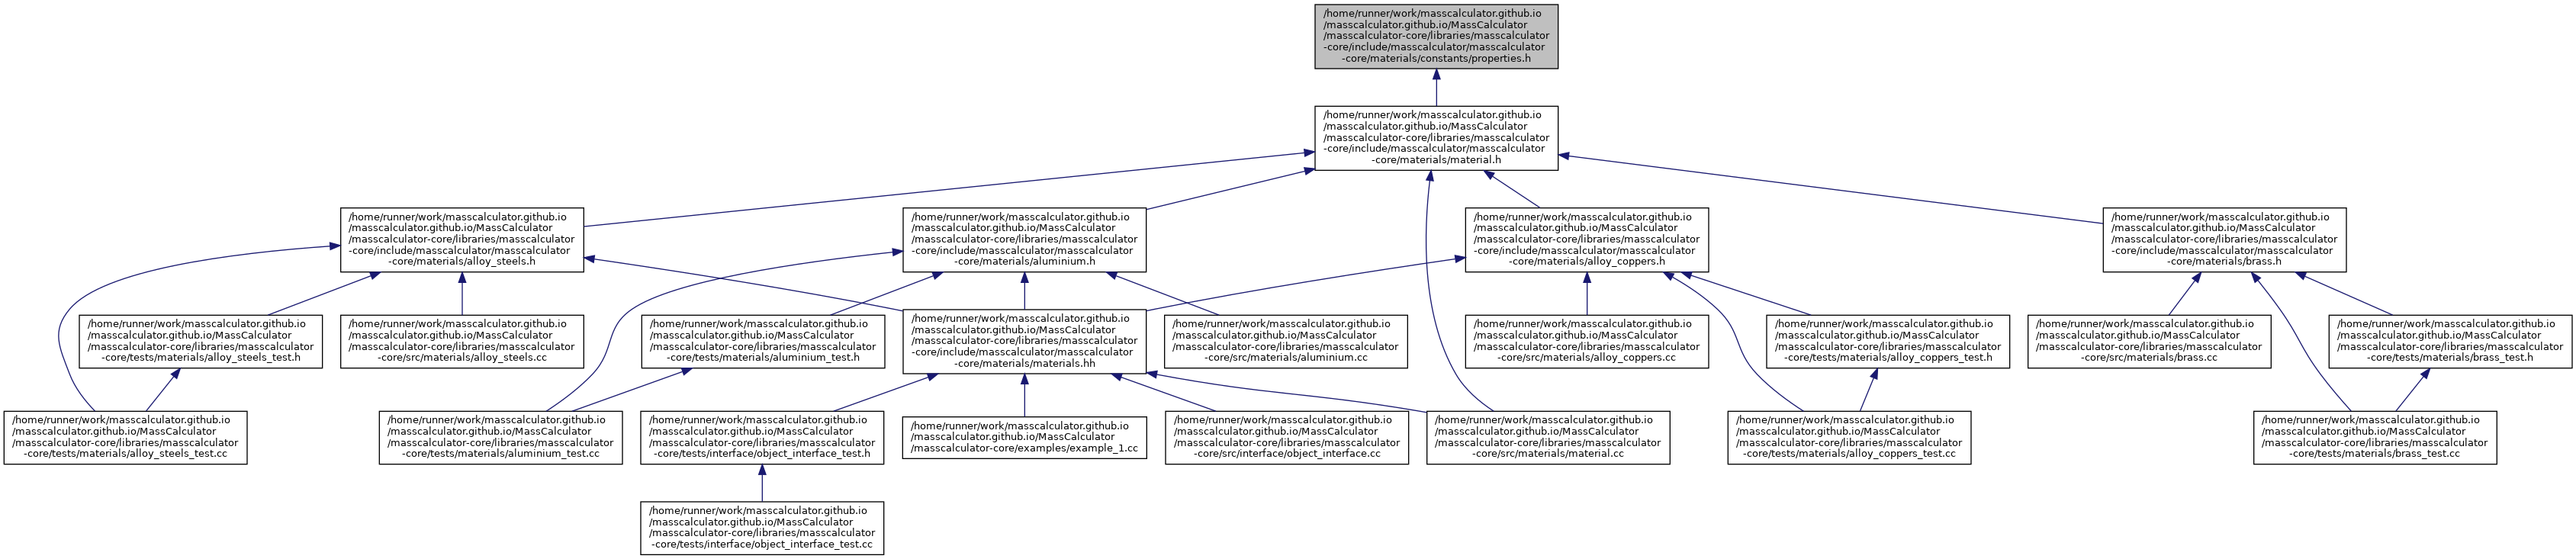 /home/runner/work/masscalculator.github.io
/masscalculator.github.io/MassCalculator
/masscalculator-core/libraries/masscalculator
-core/include/masscalculator/masscalculator
-core/materials/constants/properties.h
/home/runner/work/masscalculator.github.io
/masscalculator.github.io/MassCalculator
/masscalculator-core/libraries/masscalculator
-core/include/masscalculator/masscalculator
-core/materials/material.h
/home/runner/work/masscalculator.github.io
/masscalculator.github.io/MassCalculator
/masscalculator-core/libraries/masscalculator
-core/include/masscalculator/masscalculator
-core/materials/alloy_steels.h
/home/runner/work/masscalculator.github.io
/masscalculator.github.io/MassCalculator
/masscalculator-core/libraries/masscalculator
-core/include/masscalculator/masscalculator
-core/materials/aluminium.h
/home/runner/work/masscalculator.github.io
/masscalculator.github.io/MassCalculator
/masscalculator-core/libraries/masscalculator
-core/include/masscalculator/masscalculator
-core/materials/alloy_coppers.h
/home/runner/work/masscalculator.github.io
/masscalculator.github.io/MassCalculator
/masscalculator-core/libraries/masscalculator
-core/include/masscalculator/masscalculator
-core/materials/brass.h
/home/runner/work/masscalculator.github.io
/masscalculator.github.io/MassCalculator
/masscalculator-core/libraries/masscalculator
-core/tests/materials/alloy_steels_test.h
/home/runner/work/masscalculator.github.io
/masscalculator.github.io/MassCalculator
/masscalculator-core/libraries/masscalculator
-core/src/materials/alloy_steels.cc
/home/runner/work/masscalculator.github.io
/masscalculator.github.io/MassCalculator
/masscalculator-core/libraries/masscalculator
-core/tests/materials/aluminium_test.h
/home/runner/work/masscalculator.github.io
/masscalculator.github.io/MassCalculator
/masscalculator-core/libraries/masscalculator
-core/include/masscalculator/masscalculator
-core/materials/materials.hh
/home/runner/work/masscalculator.github.io
/masscalculator.github.io/MassCalculator
/masscalculator-core/libraries/masscalculator
-core/src/materials/aluminium.cc
/home/runner/work/masscalculator.github.io
/masscalculator.github.io/MassCalculator
/masscalculator-core/libraries/masscalculator
-core/src/materials/alloy_coppers.cc
/home/runner/work/masscalculator.github.io
/masscalculator.github.io/MassCalculator
/masscalculator-core/libraries/masscalculator
-core/tests/materials/alloy_coppers_test.h
/home/runner/work/masscalculator.github.io
/masscalculator.github.io/MassCalculator
/masscalculator-core/libraries/masscalculator
-core/src/materials/brass.cc
/home/runner/work/masscalculator.github.io
/masscalculator.github.io/MassCalculator
/masscalculator-core/libraries/masscalculator
-core/tests/materials/brass_test.h
/home/runner/work/masscalculator.github.io
/masscalculator.github.io/MassCalculator
/masscalculator-core/libraries/masscalculator
-core/tests/materials/alloy_steels_test.cc
/home/runner/work/masscalculator.github.io
/masscalculator.github.io/MassCalculator
/masscalculator-core/libraries/masscalculator
-core/tests/materials/aluminium_test.cc
/home/runner/work/masscalculator.github.io
/masscalculator.github.io/MassCalculator
/masscalculator-core/libraries/masscalculator
-core/tests/interface/object_interface_test.h
/home/runner/work/masscalculator.github.io
/masscalculator.github.io/MassCalculator
/masscalculator-core/examples/example_1.cc
/home/runner/work/masscalculator.github.io
/masscalculator.github.io/MassCalculator
/masscalculator-core/libraries/masscalculator
-core/src/interface/object_interface.cc
/home/runner/work/masscalculator.github.io
/masscalculator.github.io/MassCalculator
/masscalculator-core/libraries/masscalculator
-core/src/materials/material.cc
/home/runner/work/masscalculator.github.io
/masscalculator.github.io/MassCalculator
/masscalculator-core/libraries/masscalculator
-core/tests/materials/alloy_coppers_test.cc
/home/runner/work/masscalculator.github.io
/masscalculator.github.io/MassCalculator
/masscalculator-core/libraries/masscalculator
-core/tests/materials/brass_test.cc
/home/runner/work/masscalculator.github.io
/masscalculator.github.io/MassCalculator
/masscalculator-core/libraries/masscalculator
-core/tests/interface/object_interface_test.cc